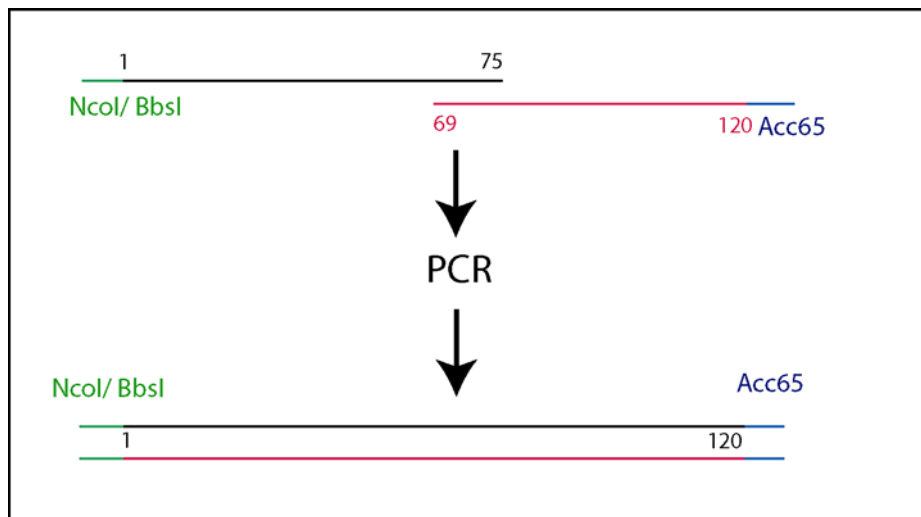 1 75
NcoI/ BbsI
69 120 Acc65
PCR
NcoI/ BbsI Acc65
1 120